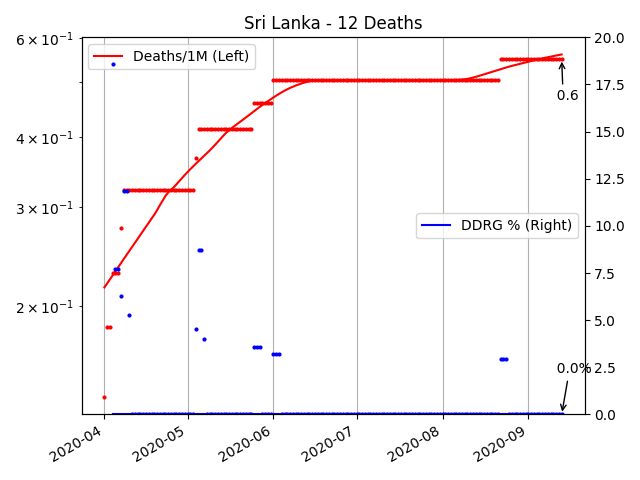 Sri Lanka - 12 Deaths
6 × 10⁻¹
4 × 10⁻¹
3 × 10⁻¹
2 × 10⁻¹
Deaths/1M (Left)
DDRG % (Right)
0.6
0.0%
20.0
17.5
15.0
12.5
10.0
7.5
5.0
2.5
0.0
2020-04
2020-05
2020-06
2020-07
2020-08
2020-09